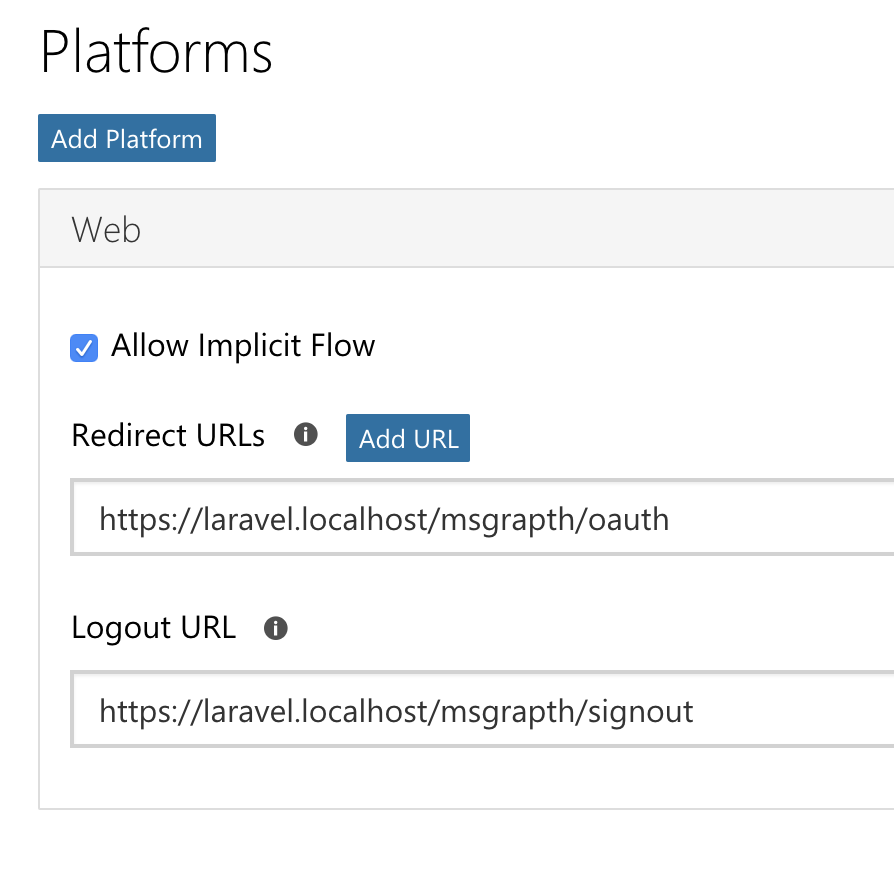 Platforms
Add Platform
Web
Allow Implicit Flow
Redirect URLs Add URL
https://laravel.localhost/msgrapth/oauth
Logout URL
https://laravel.localhost/msgrapth/signout